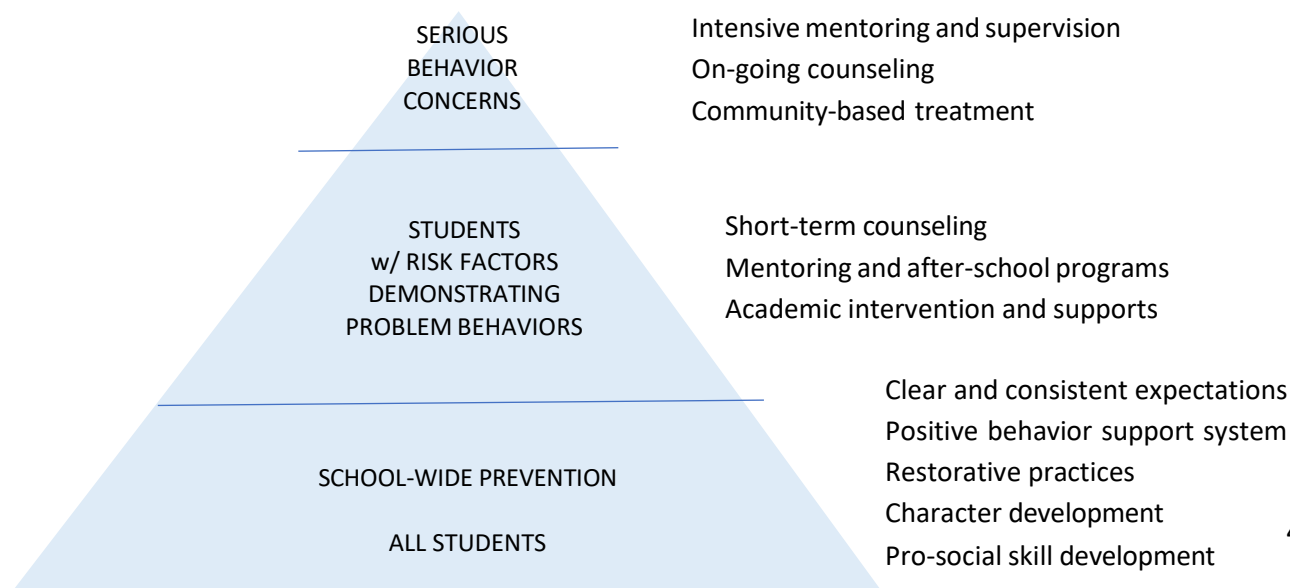 SERIOUS
BEHAVIOR
CONCERNS
Intensive mentoring and supervision
On-going counseling
Community-based treatment
STUDENTS
w/ RISK FACTORS
DEMONSTRATING
PROBLEM BEHAVIORS
Short-term counseling
Mentoring and after-school programs
Academic intervention and supports
SCHOOL-WIDE PREVENTION
ALL STUDENTS
Clear and consistent expectations
Positive behavior support system
Restorative practices
Character development
Pro-social skill development